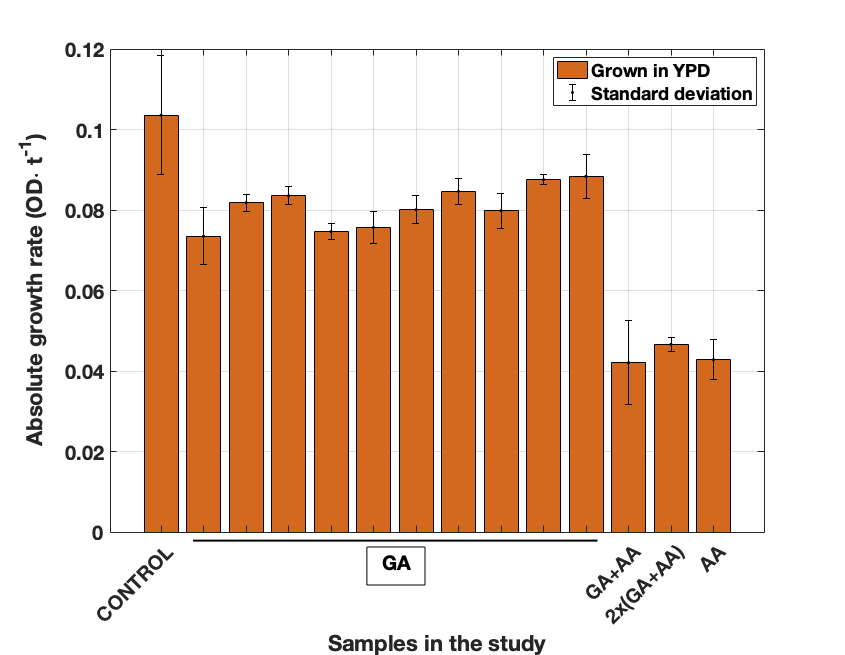 0.12
0.1
0.08
0.06
0.04
0.02
0
Absolute growth rate (OD· t⁻¹)
Grown in YPD
Standard deviation
CONTROL
GA
GA+AA
2x(GA+AA)
AA
Samples in the study